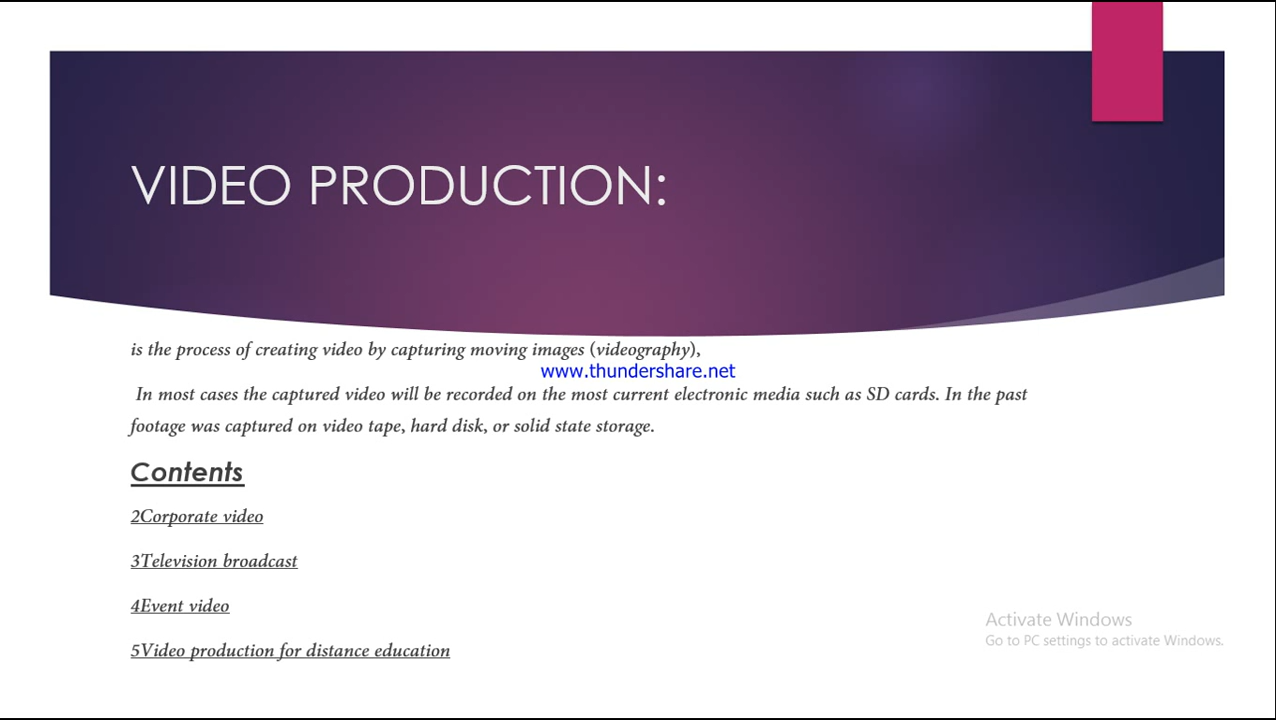 VIDEO PRODUCTION:
is the process of creating video by capturing moving images (videography),
www.thundershare.net
In most cases the captured video will be recorded on the most current electronic media such as SD cards. In the past
footage was captured on video tape, hard disk, or solid state storage.
Contents
2Corporate video
3Television broadcast
4Event video
5Video production for distance education
Activate Windows
Go to PC settings to activate Windows.